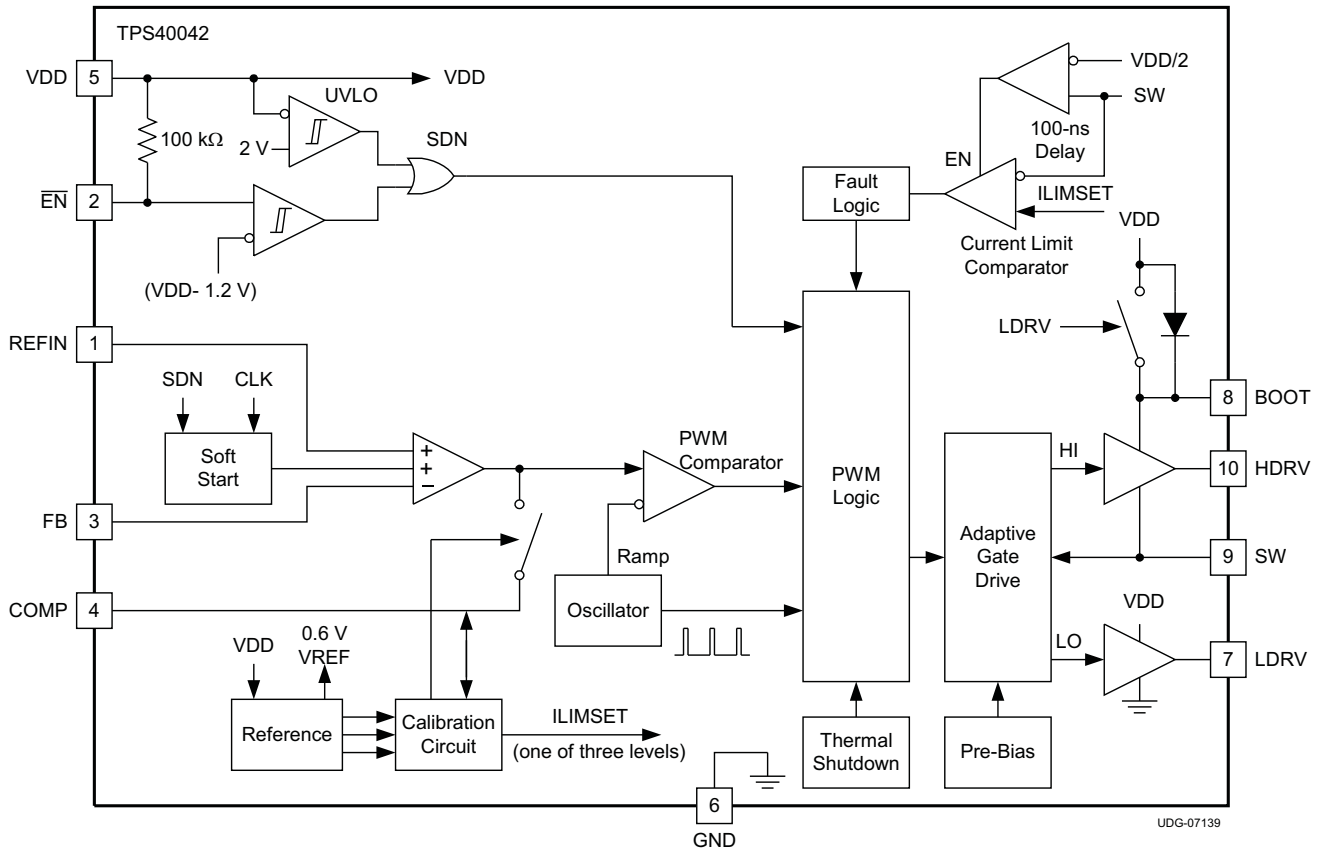 TPS40042
VDD
5
VDD
UVLO
100 kΩ
2 V
SDN
EN
2
(VDD- 1.2 V)
VDD/2
SW
100-ns
Delay
EN
Fault
Logic
ILIMSET
Current Limit
Comparator
VDD
LDRV
REFIN
1
SDN
CLK
Soft
Start
+
+
−
PWM
Comparator
PWM
Logic
8
BOOT
HI
10
HDRV
FB
3
Adaptive
Gate
Drive
9
SW
Ramp
Oscillator
COMP
4
VDD
LO
7
LDRV
VDD
0.6 V
VREF
Reference
Calibration
Circuit
ILIMSET
(one of three levels)
Thermal
Shutdown
Pre-Bias
6
GND
UDG-07139